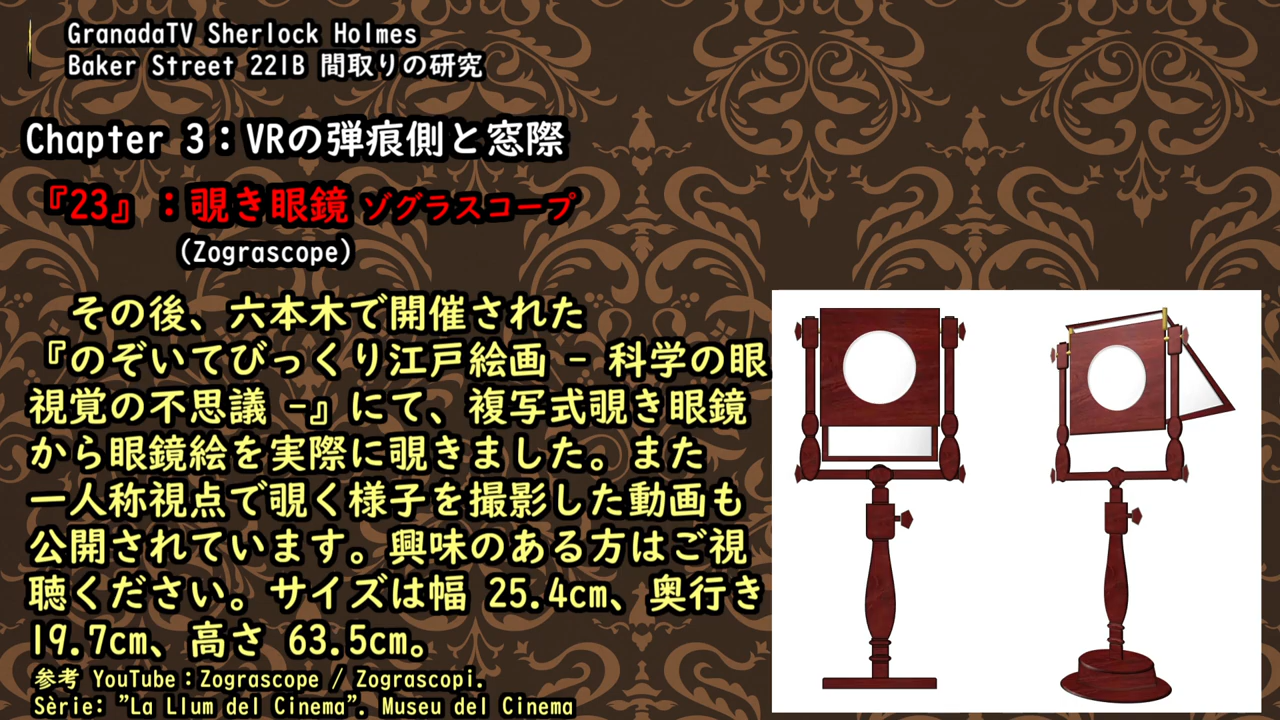 GranadaTV Sherlock Holmes
Baker Street 221B 間取りの研究
Chapter 3：VRの弾痕側と窓際
『23』：覗き眼鏡 ゾグラスコープ
(Zograscope)
その後、六本木で開催された
『のぞいてびっくり江戸絵画 － 科学の眼
視覚の不思議 －』にて、複写式覗き眼鏡
から眼鏡絵を実際に覗きました。また
一人称視点で覗く様子を撮影した動画も
公開されています。興味のある方はご視
聴ください。サイズは幅 25.4cm、奥行き
19.7cm、高さ 63.5cm。
参考 YouTube：Zograscope / Zograscopi.
Sèrie: ”La Llum del Cinema”. Museu del Cinema